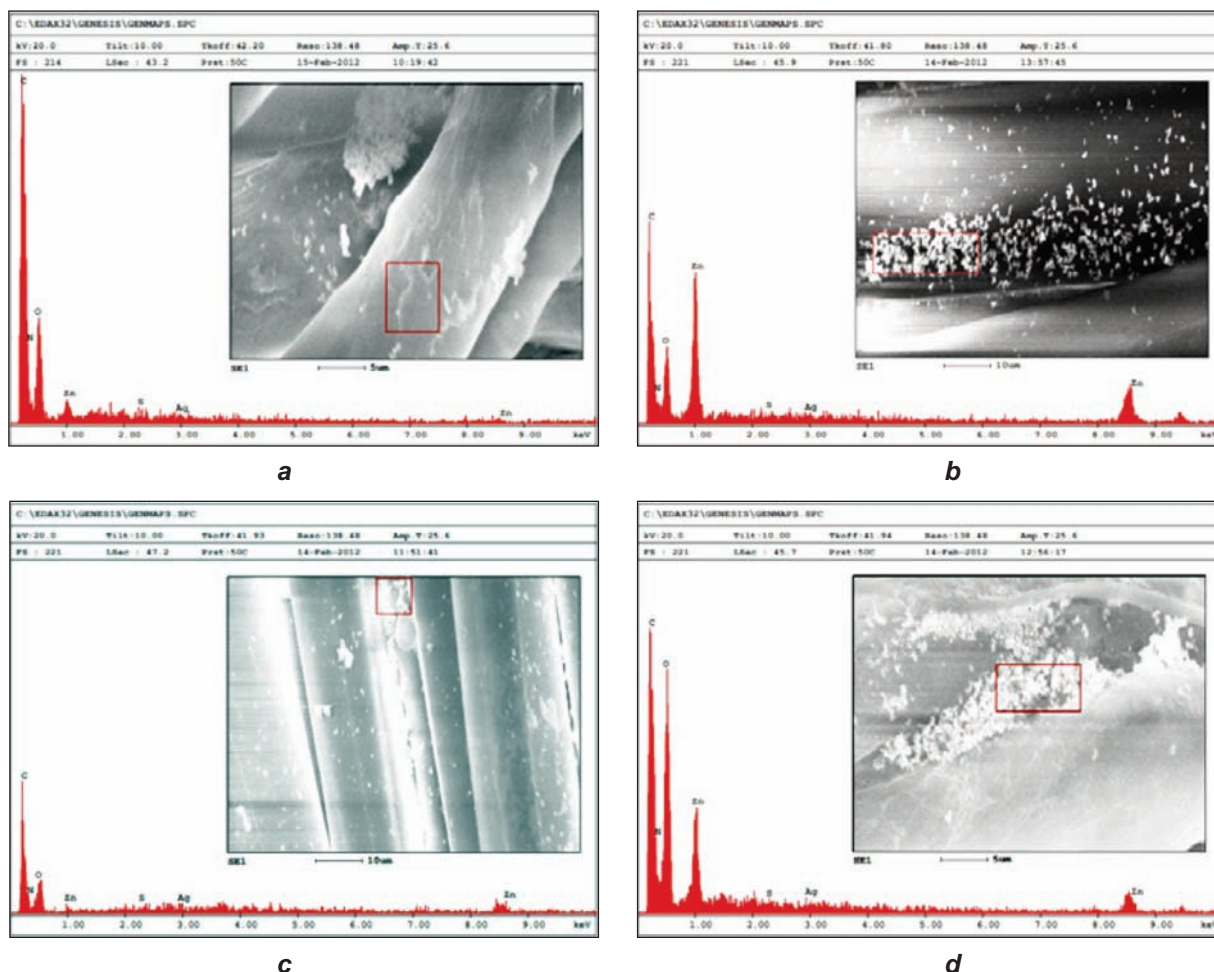 C:\EDAX32\GENESIS\GENMAPS.SPC
kV:20.0 Tilt:10.00 Tkoff:42.20 Reso:138.48 Amp.T:25.6
FS : 214 LSec : 43.2 Prst:50C 15-Feb-2012 10:19:42
C
O
N
Zn
S
Ag
Zn
SE1 5um
1.00 2.00 3.00 4.00 5.00 6.00 7.00 8.00 9.00 keV
a
C:\EDAX32\GENESIS\GENMAPS.SPC
kV:20.0 Tilt:10.00 Tkoff:41.80 Reso:138.48 Amp.T:25.6
FS : 221 LSec : 45.9 Prst:50C 14-Feb-2012 13:57:45
C
Zn
O
N
S
Ag
Zn
SE1 10um
1.00 2.00 3.00 4.00 5.00 6.00 7.00 8.00 9.00 keV
b
C:\EDAX32\GENESIS\GENMAPS.SPC
kV:20.0 Tilt:10.00 Tkoff:41.93 Reso:138.48 Amp.T:25.6
FS : 221 LSec : 47.2 Prst:50C 14-Feb-2012 11:51:41
C
N
O
Zn
S
Ag
Zn
SE1 10um
1.00 2.00 3.00 4.00 5.00 6.00 7.00 8.00 9.00 keV
c
C:\EDAX32\GENESIS\GENMAPS.SPC
kV:20.0 Tilt:10.00 Tkoff:41.94 Reso:138.48 Amp.T:25.6
FS : 221 LSec : 45.7 Prst:50C 14-Feb-2012 12:56:17
C
O
Zn
N
S
Ag
Zn
SE1 5um
1.00 2.00 3.00 4.00 5.00 6.00 7.00 8.00 9.00 keV
d